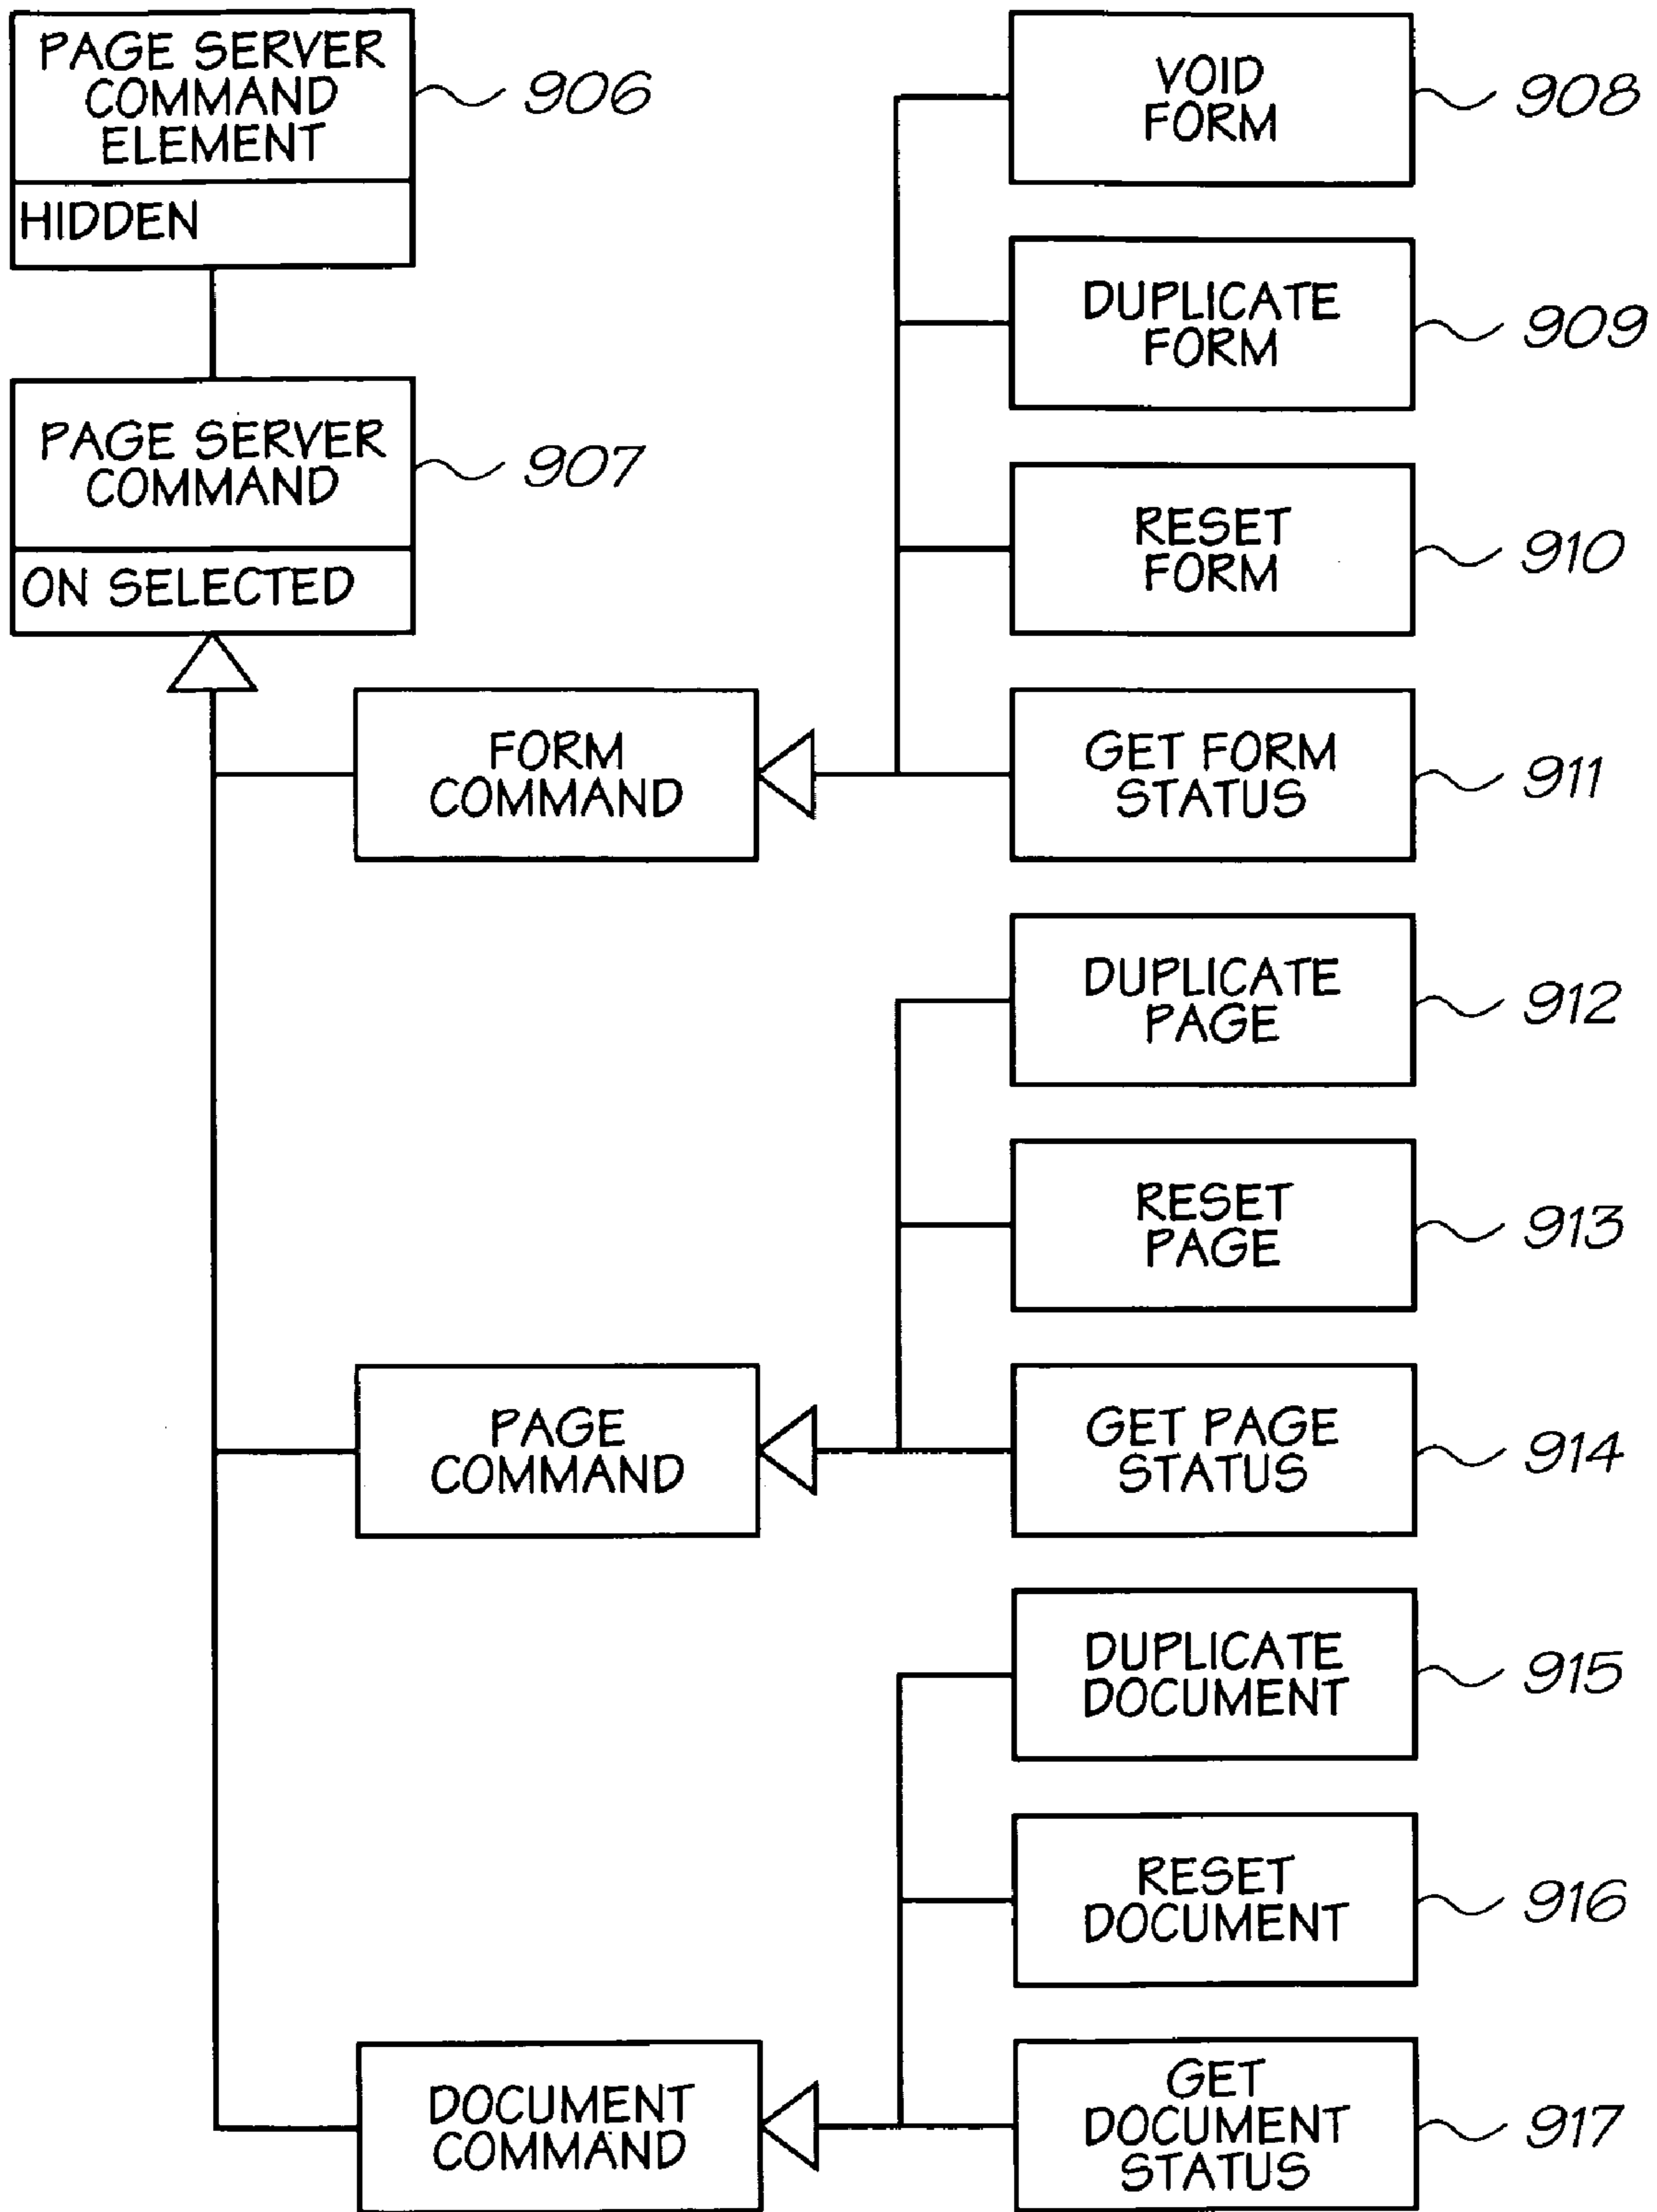 PAGE SERVER
COMMAND
ELEMENT
HIDDEN
906
PAGE SERVER
COMMAND
ON SELECTED
907
FORM
COMMAND
VOID
FORM
908
DUPLICATE
FORM
909
RESET
FORM
910
GET FORM
STATUS
911
PAGE
COMMAND
DUPLICATE
PAGE
912
RESET
PAGE
913
GET PAGE
STATUS
914
DOCUMENT
COMMAND
DUPLICATE
DOCUMENT
915
RESET
DOCUMENT
916
GET
DOCUMENT
STATUS
917